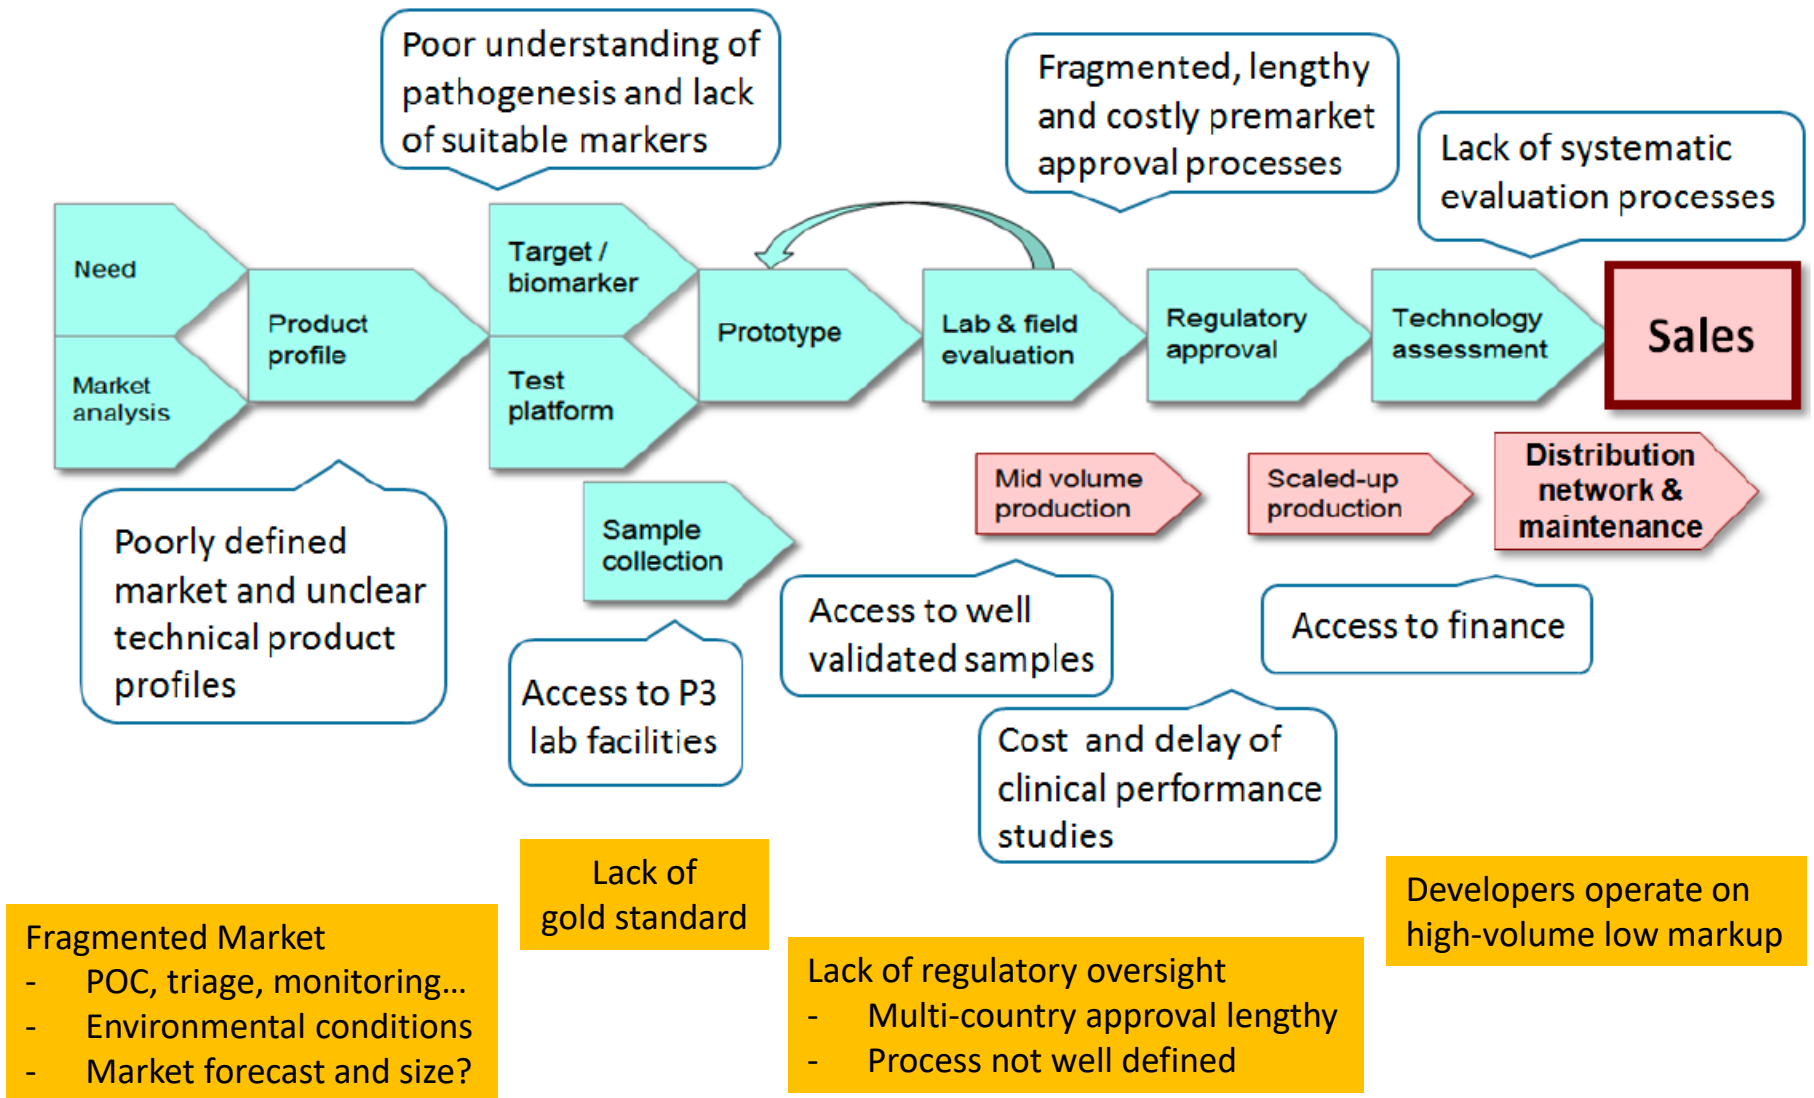 Poor understanding of
pathogenesis and lack
of suitable markers
Fragmented, lengthy
and costly premarket
approval processes
Lack of systematic
evaluation processes
Need
Market
analysis
Product
profile
Target /
biomarker
Test
platform
Prototype
Lab & field
evaluation
Regulatory
approval
Technology
assessment
Sales
Sample
collection
Mid volume
production
Scaled-up
production
Distribution
network &
maintenance
Poorly defined
market and unclear
technical product
profiles
Access to P3
lab facilities
Access to well
validated samples
Access to finance
Cost and delay of
clinical performance
studies
Fragmented Market
- POC, triage, monitoring...
- Environmental conditions
- Market forecast and size?
Lack of
gold standard
Lack of regulatory oversight
- Multi-country approval lengthy
- Process not well defined
Developers operate on
high-volume low markup